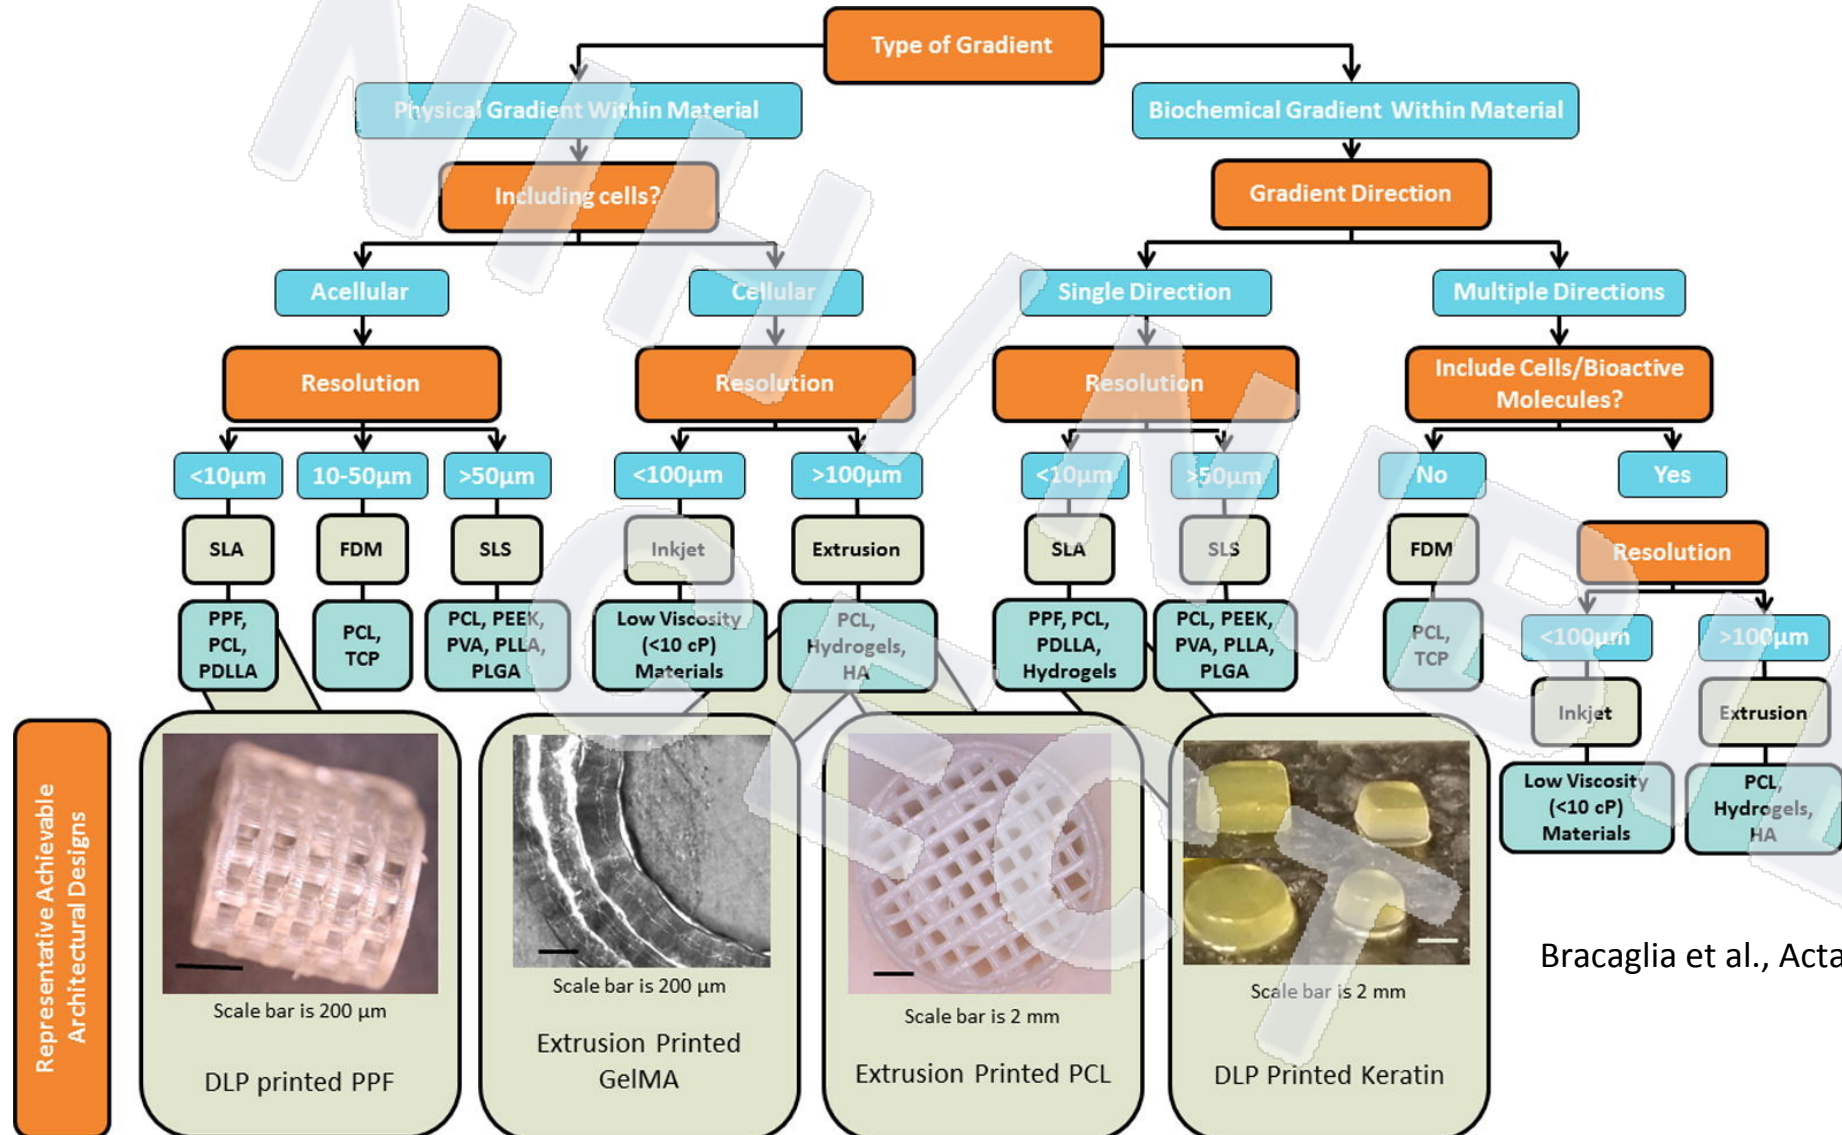 Type of Gradient
Physical Gradient Within Material
Biochemical Gradient Within Material
Including cells?
Gradient Direction
Acellular
Cellular
Single Direction
Multiple Directions
Resolution
Resolution
Resolution
Include Cells/Bioactive
Molecules?
<10µm
10-50µm
>50µm
<100µm
>100µm
<10µm
>50µm
No
Yes
SLA
FDM
SLS
Inkjet
Extrusion
SLA
SLS
FDM
Resolution
PPF,
PCL,
PDLLA
PCL,
TCP
PCL, PEEK,
PVA, PLLA,
PLGA
Low Viscosity
(<10 cP)
Materials
PCL,
Hydrogels,
HA
PPF, PCL,
PDLLA,
Hydrogels
PCL, PEEK,
PVA, PLLA,
PLGA
PCL,
TCP
<100µm
>100µm
Inkjet
Extrusion
Low Viscosity
(<10 cP)
Materials
PCL,
Hydrogels,
HA
Representative Achievable
Architectural Designs
Scale bar is 200 µm
DLP printed PPF
Scale bar is 200 µm
Extrusion Printed
GelMA
Scale bar is 2 mm
Extrusion Printed PCL
Scale bar is 2 mm
DLP Printed Keratin
Bracaglia et al., Acta
NIH/NIBI
CECT